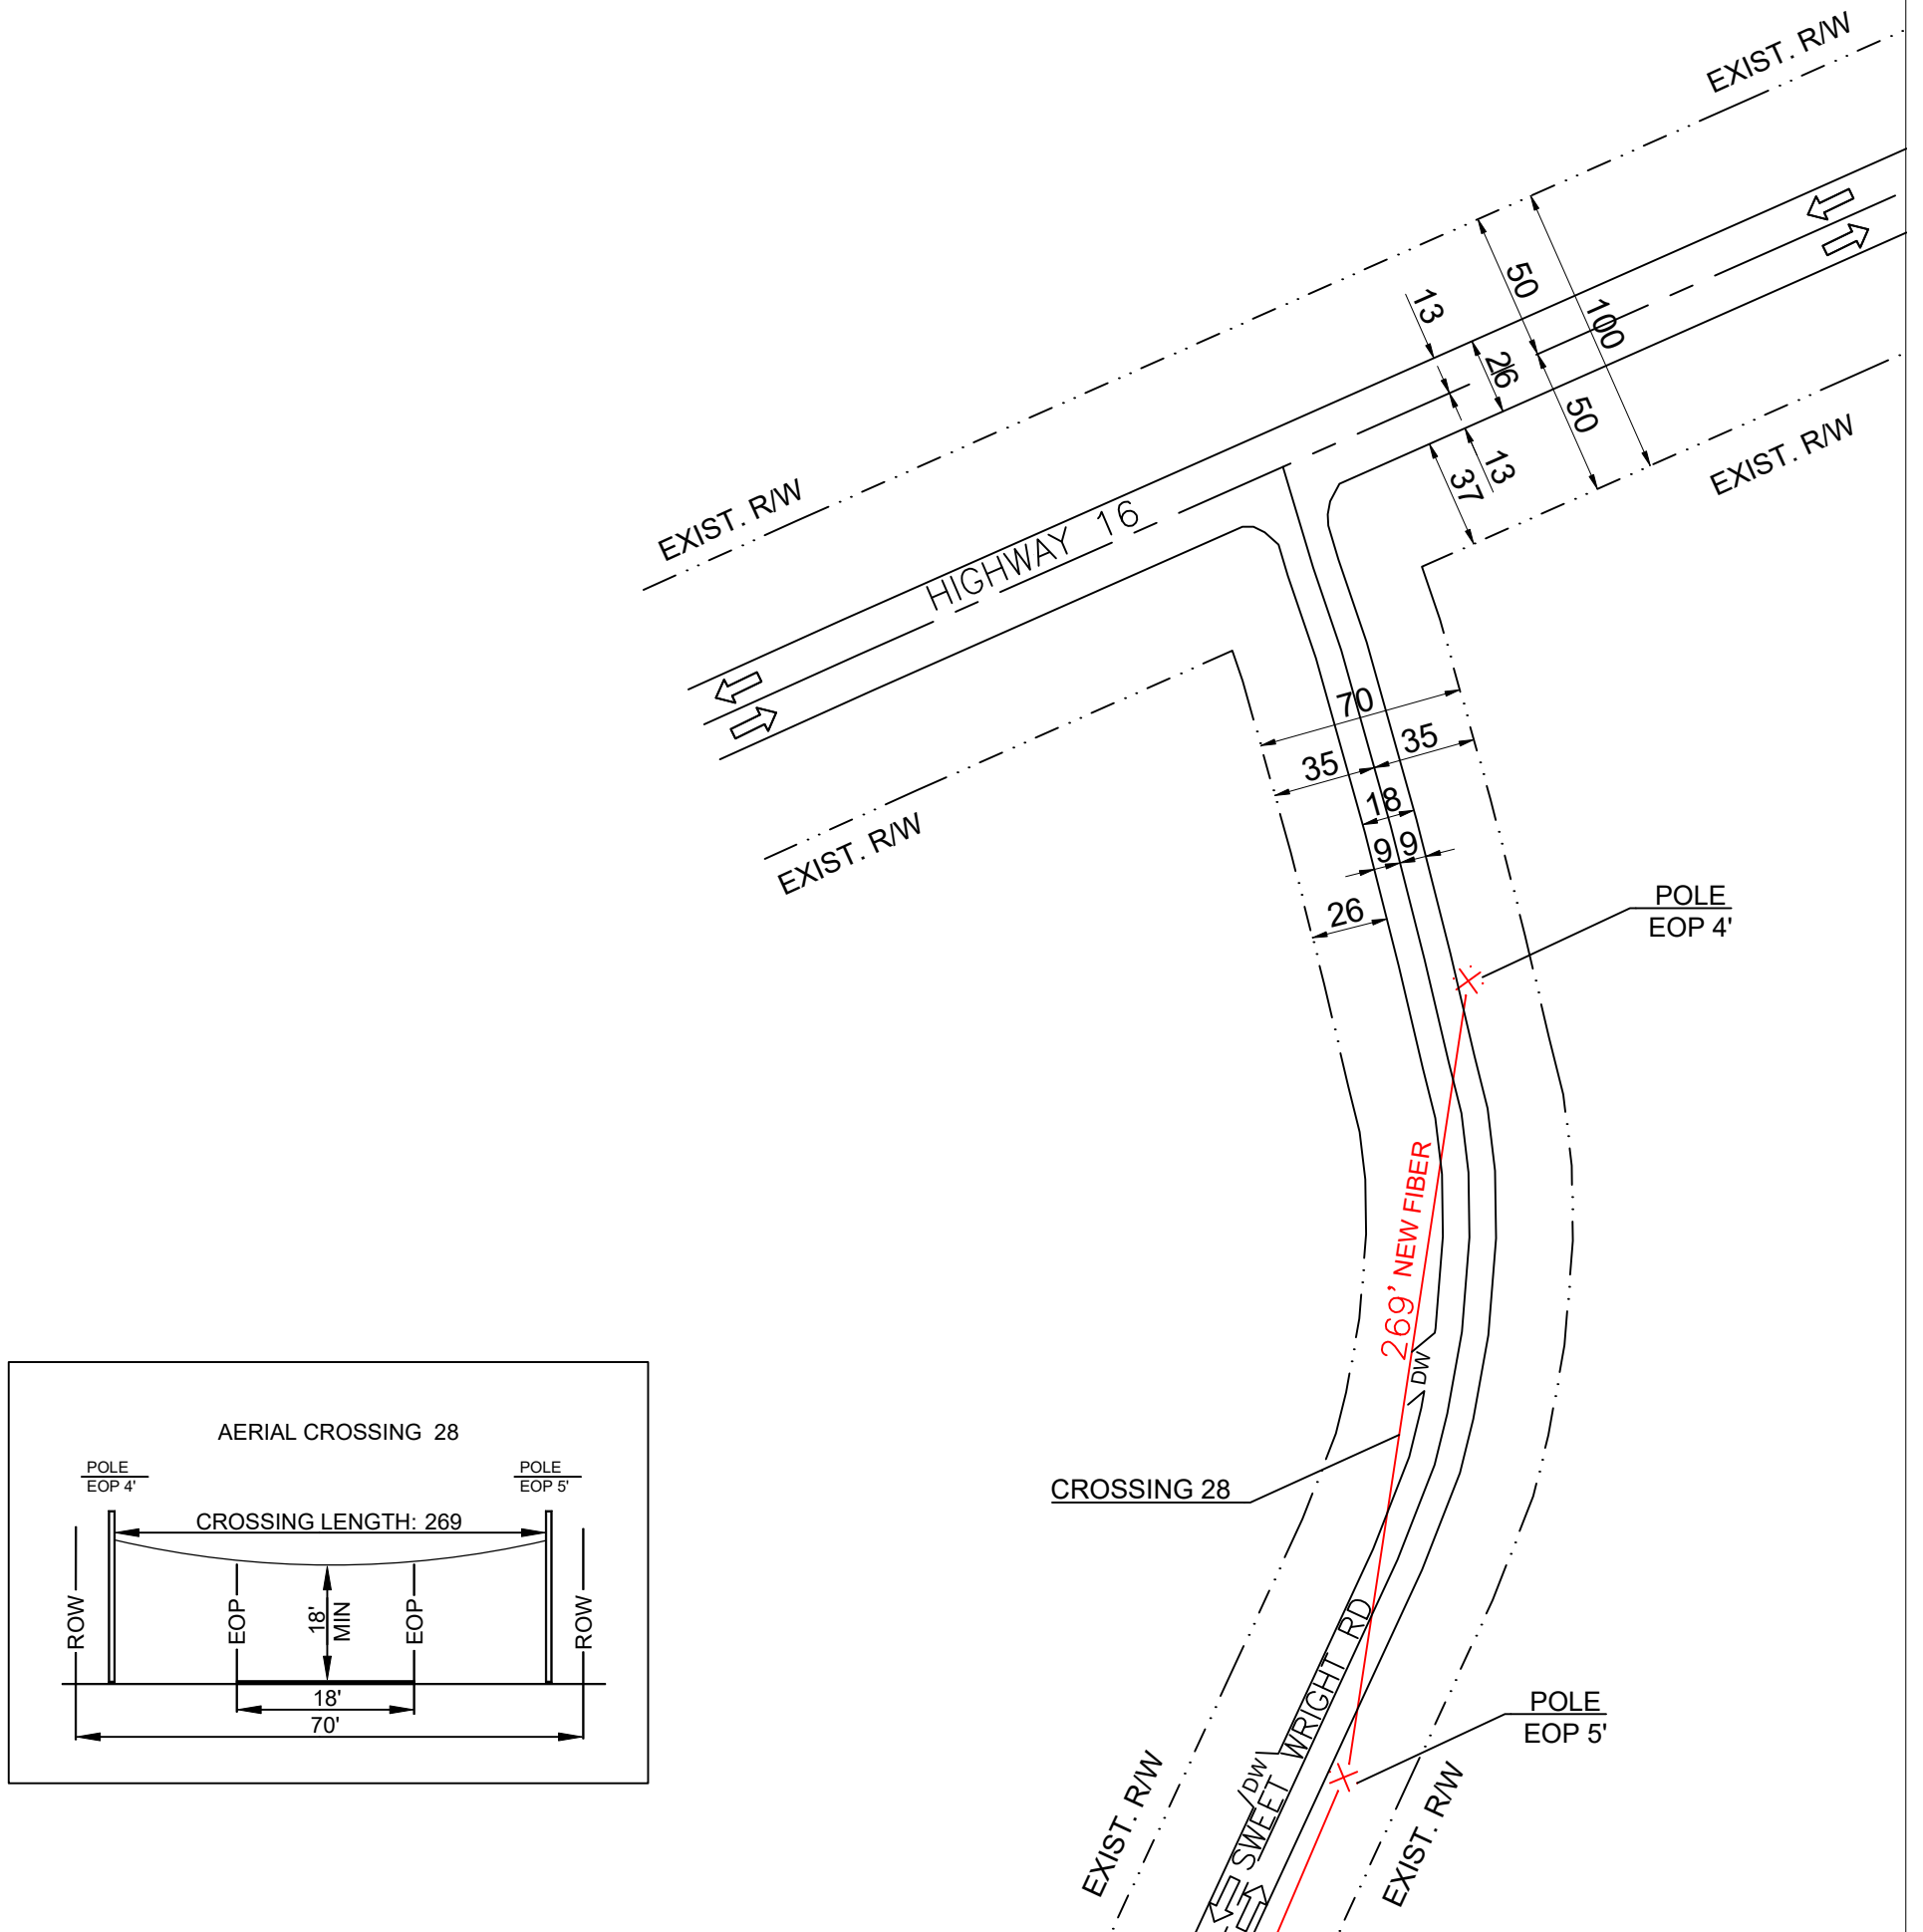 EXIST. R/W
EXIST. R/W
EXIST. R/W
EXIST. R/W
HIGHWAY 16
13
50
100
26
50
13
37
70
35
35
18
9
9
26
POLE
EOP 4'
269' NEW FIBER
DW
CROSSING 28
SWEET WRIGHT RD
DW
POLE
EOP 5'
EXIST. R/W
EXIST. R/W
AERIAL CROSSING 28
POLE
EOP 4'
POLE
EOP 5'
CROSSING LENGTH: 269
ROW
EOP
18'
MIN
EOP
ROW
18'
70'